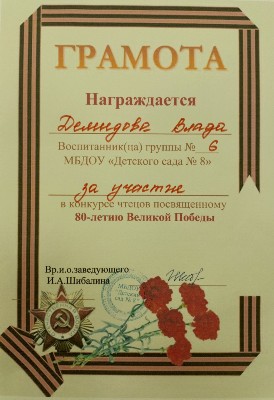 ГРАМОТА
Награждается
Демидова Влада
Воспитанник(ца) группы № 6
МБДОУ «Детского сада № 8»
за участие
в конкурсе чтецов посвященному
80-летию Великой Победы
Вр.и.о.заведующего
И.А.Шибалина